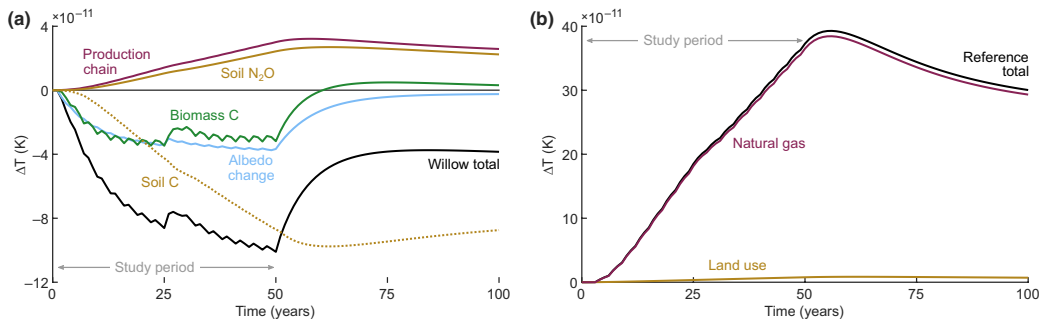 (a)
×10⁻¹¹
4
0
−4
−8
−12
ΔT (K)
Production
chain
Soil N₂O
Biomass C
Albedo
change
Soil C
Willow total
Study period
0
25
50
75
100
Time (years)
(b)
×10⁻¹¹
40
30
20
10
0
ΔT (K)
Study period
Reference
total
Natural gas
Land use
0
25
50
75
100
Time (years)